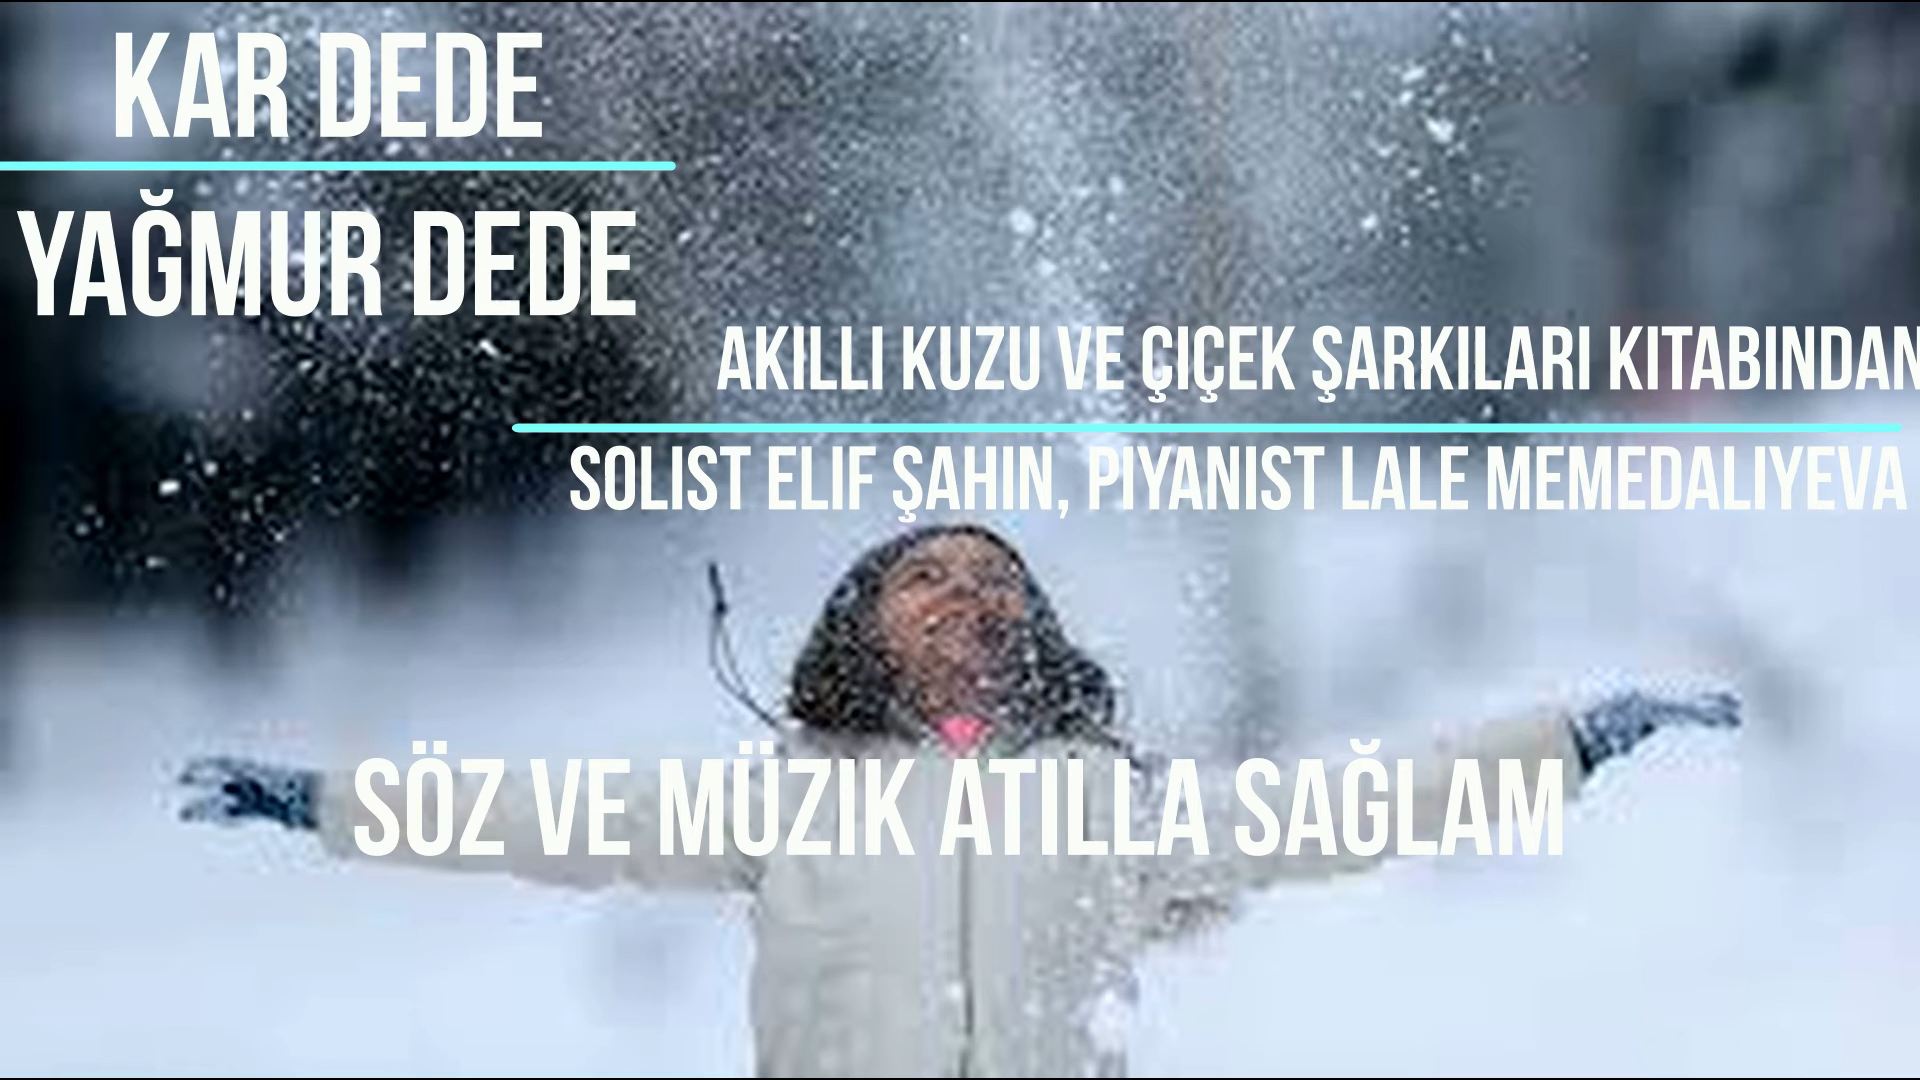 KAR DEDE
YAĞMUR DEDE
AKILLI KUZU VE ÇIÇEK ŞARKILARI KITABINDAN
SOLIST ELIF ŞAHIN, PIYANIST LALE MEMEDALIYEVA
SÖZ VE MÜZIK ATILLA SAĞLAM